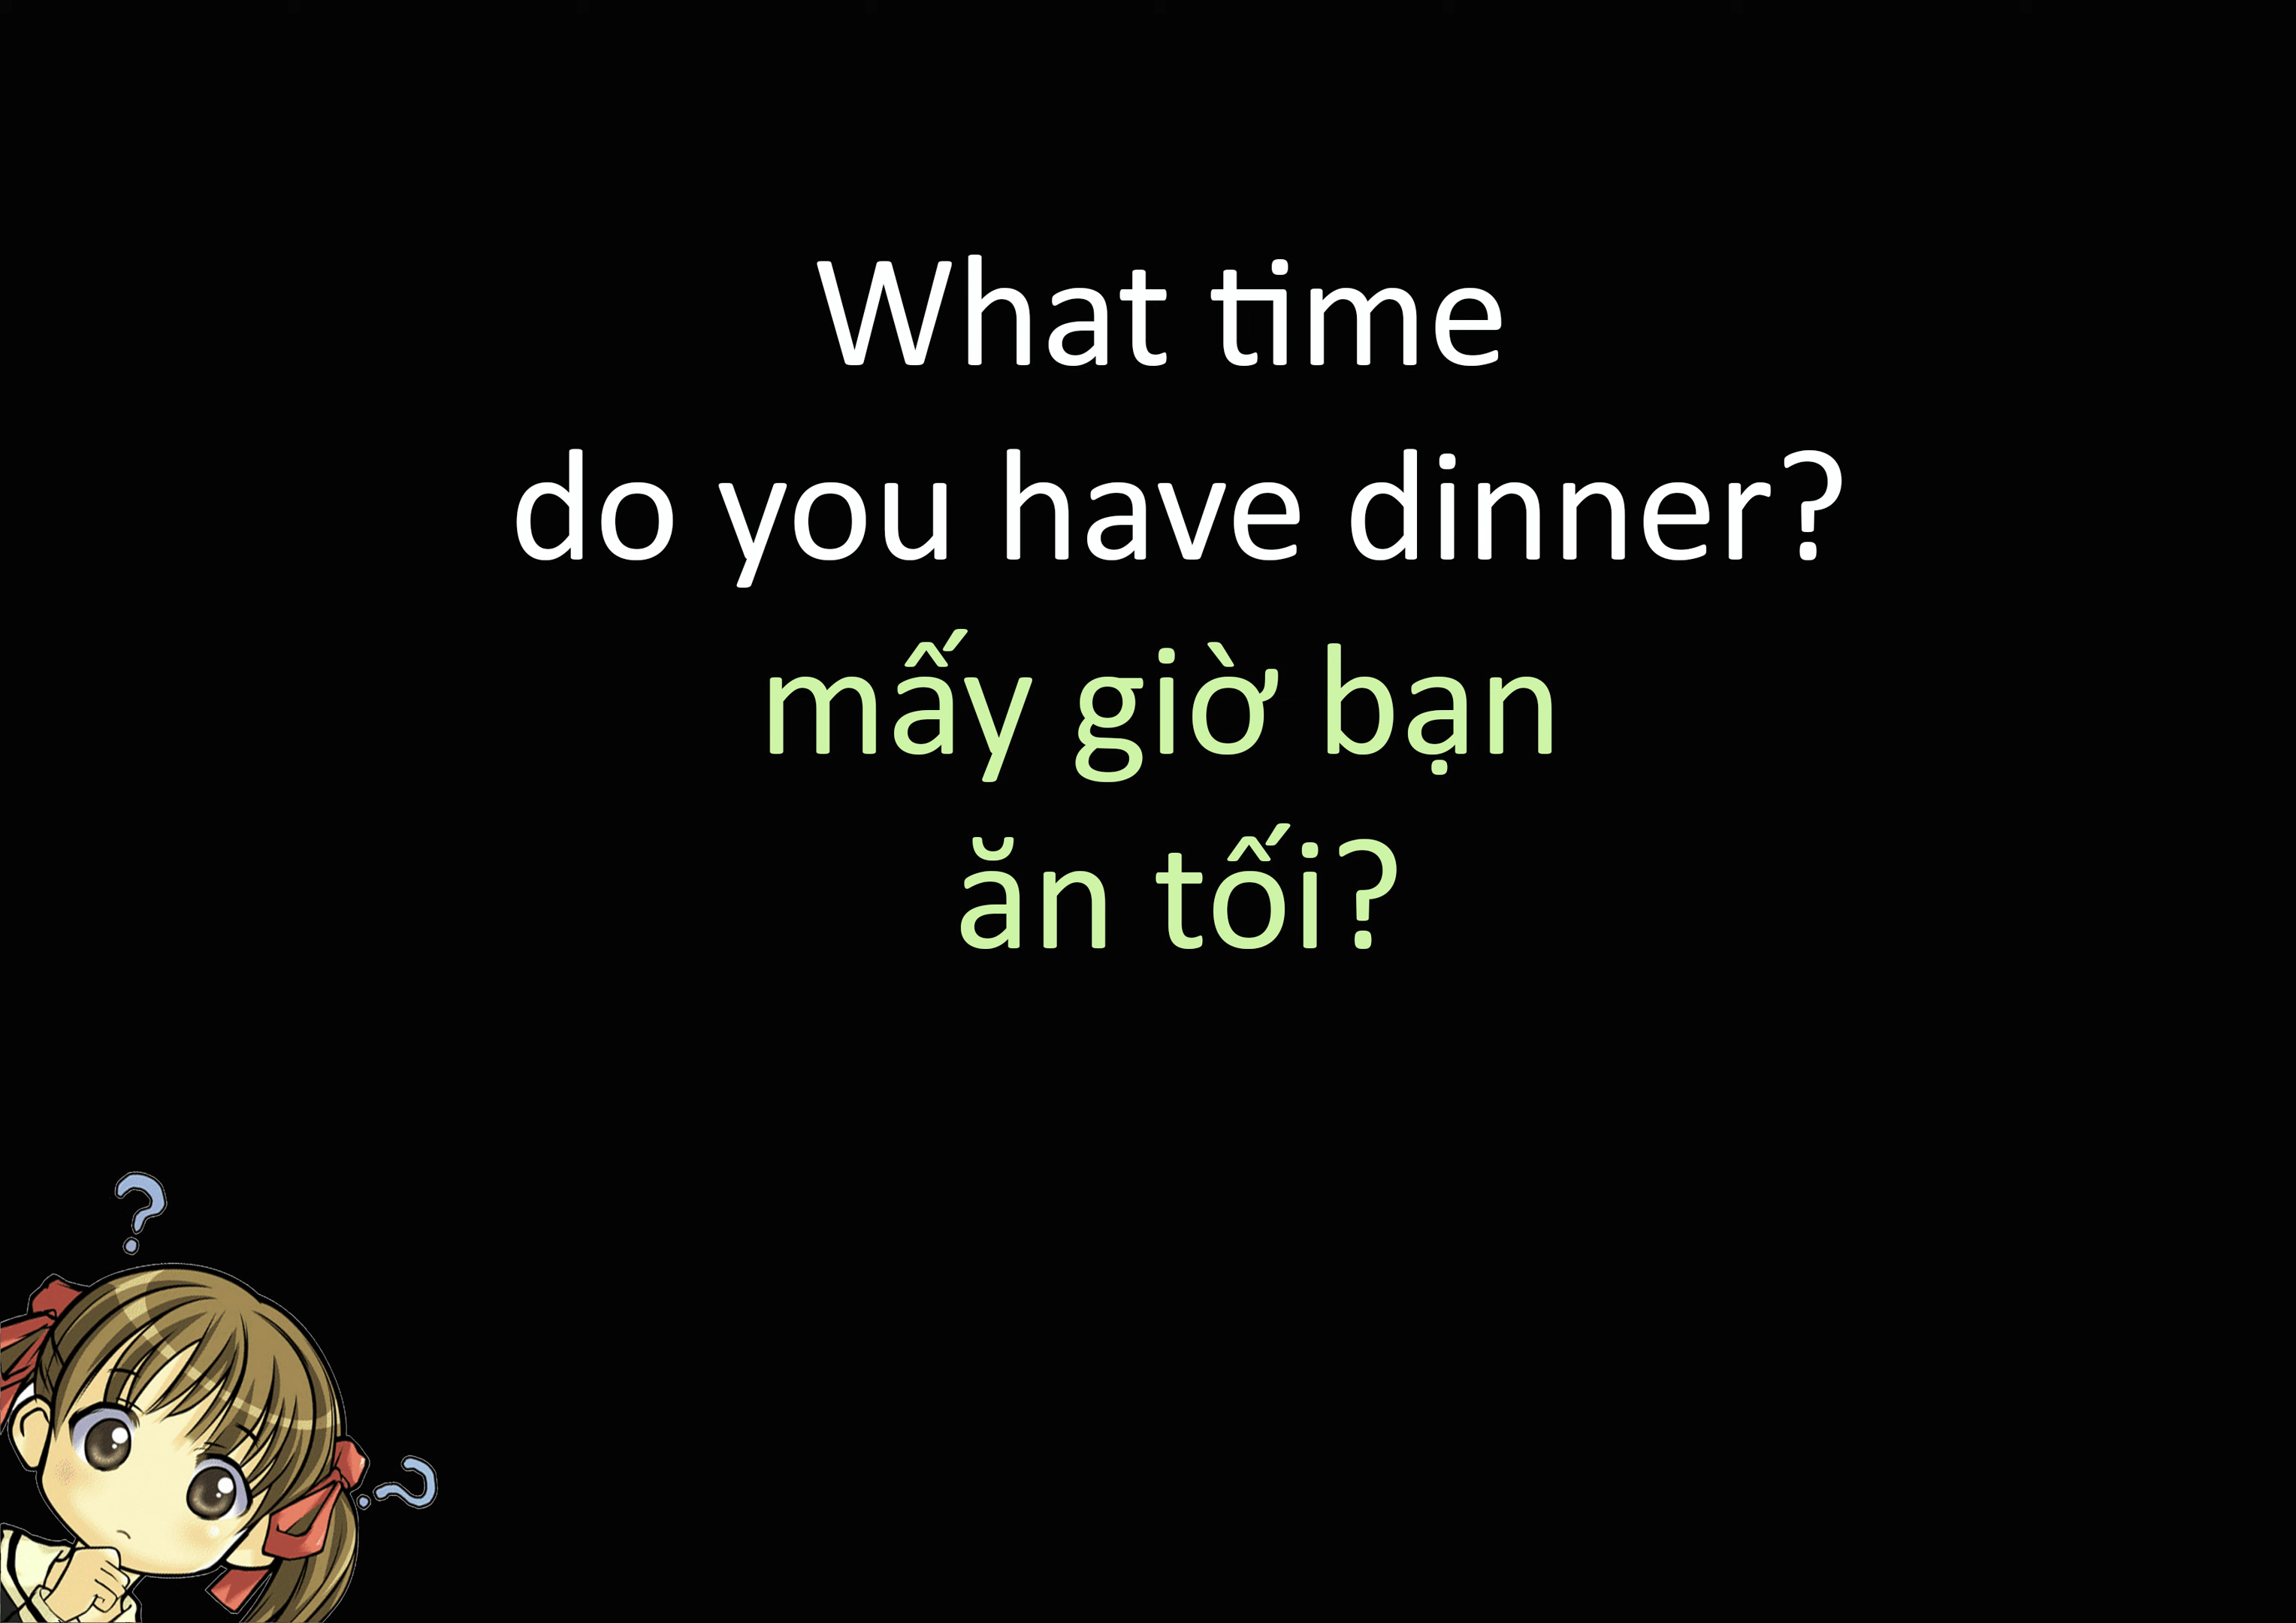 What time
do you have dinner?
mấy giờ bạn
ăn tối?
?
?